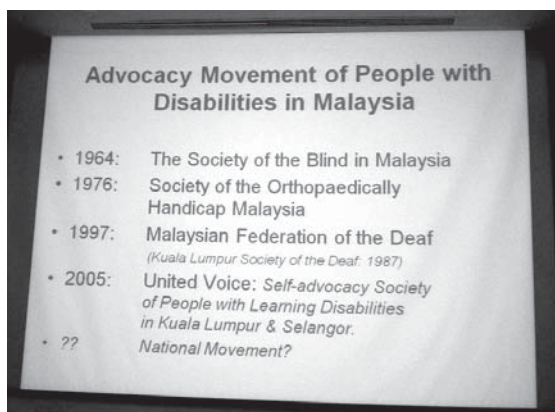 Advocacy Movement of People with
Disabilities in Malaysia
• 1964: The Society of the Blind in Malaysia
• 1976: Society of the Orthopaedically
Handicap Malaysia
• 1997: Malaysian Federation of the Deaf
(Kuala Lumpur Society of the Deaf: 1987)
• 2005: United Voice: Self-advocacy Society
of People with Learning Disabilities
in Kuala Lumpur & Selangor.
• ?? National Movement?